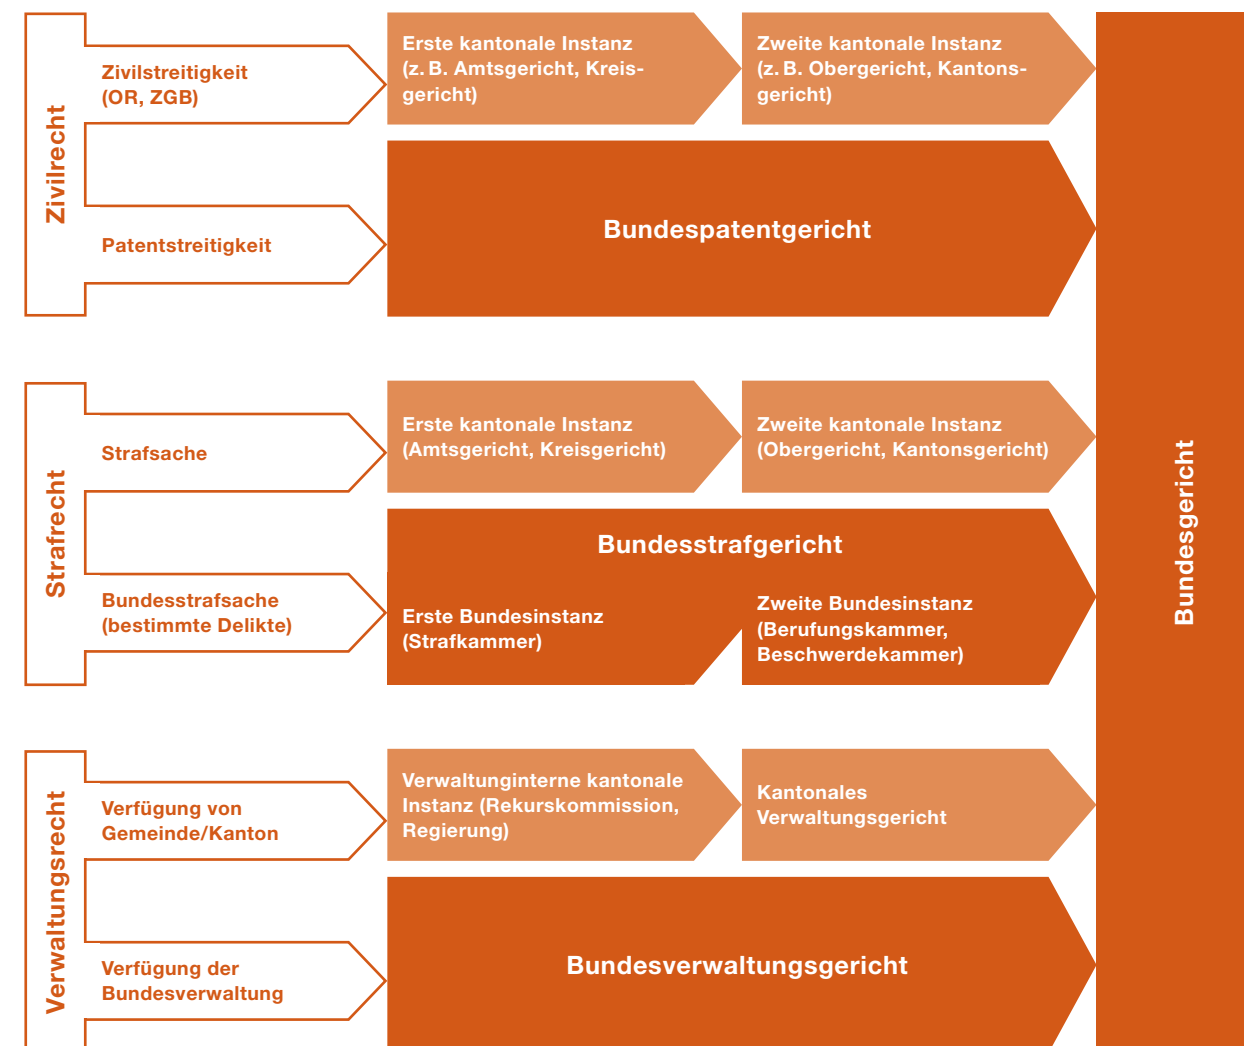 Zivilrecht
Zivilstreitigkeit
(OR, ZGB)
Erste kantonale Instanz
(z. B. Amtsgericht, Kreis-
gericht)
Zweite kantonale Instanz
(z. B. Obergericht, Kantons-
gericht)
Patentstreitigkeit
Bundespatentgericht
Strafrecht
Strafsache
Erste kantonale Instanz
(Amtsgericht, Kreisgericht)
Zweite kantonale Instanz
(Obergericht, Kantonsgericht)
Bundesstrafsache
(bestimmte Delikte)
Bundesstrafgericht
Erste Bundesinstanz
(Strafkammer)
Zweite Bundesinstanz
(Berufungskammer,
Beschwerdekammer)
Verwaltungsrecht
Verfügung von
Gemeinde/Kanton
Verwaltunginterne kantonale
Instanz (Rekurskommission,
Regierung)
Kantonales
Verwaltungsgericht
Verfügung der
Bundesverwaltung
Bundesverwaltungsgericht
Bundesgericht